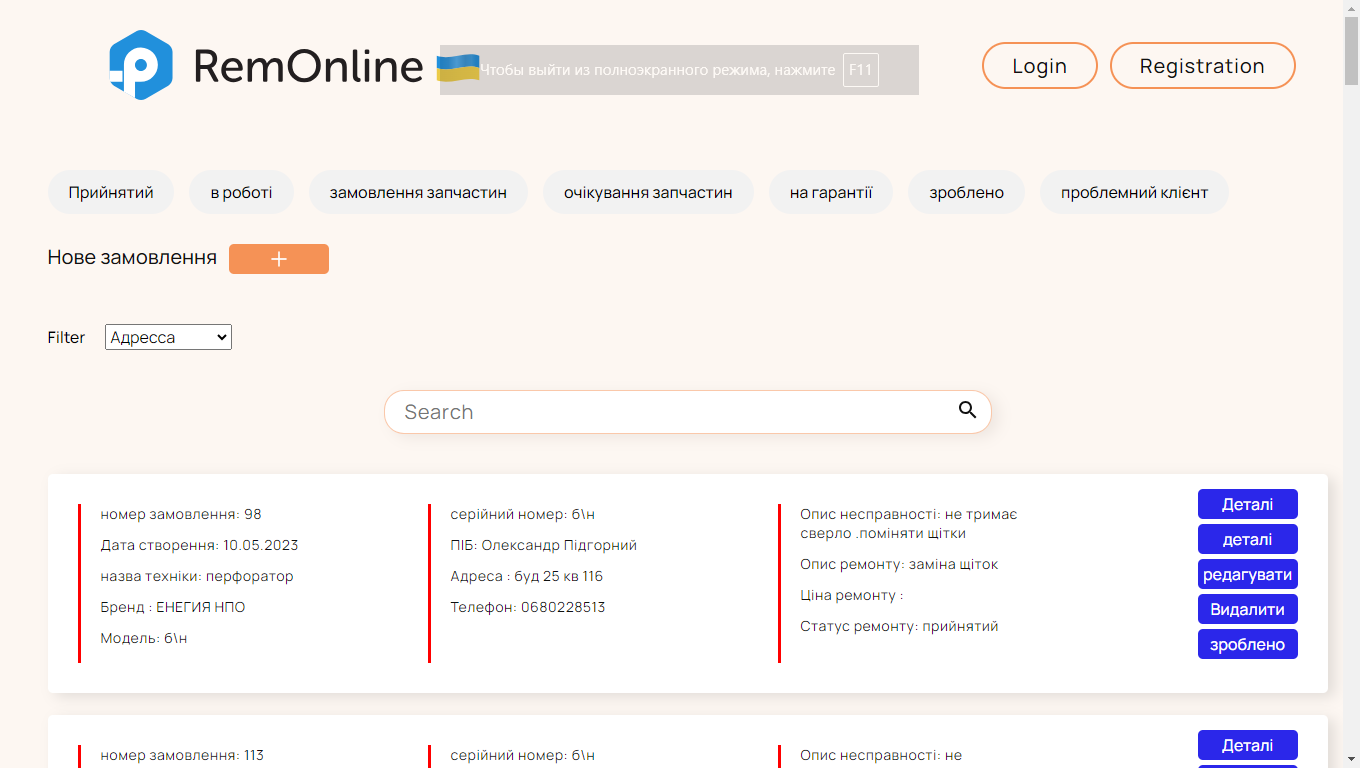 RemOnline
Чтобы выйти из полноэкранного режима, нажмите F11
Login
Registration
Прийнятий
в роботі
замовлення запчастин
очікування запчастин
на гарантії
зроблено
проблемний клієнт
Нове замовлення +
Filter Адресса
Search
номер замовлення: 98
Дата створення: 10.05.2023
назва техніки: перфоратор
Бренд : ЕНЕГИЯ НПО
Модель: б\н
серійний номер: б\н
ПІБ: Олександр Підгорний
Адреса : буд 25 кв 116
Телефон: 0680228513
Опис несправності: не тримає
сверло .поміняти щітки
Опис ремонту: заміна щіток
Ціна ремонту :
Статус ремонту: прийнятий
Деталі
деталі
редагувати
Видалити
зроблено
номер замовлення: 113
серійний номер: б\н
Опис несправності: не
Деталі